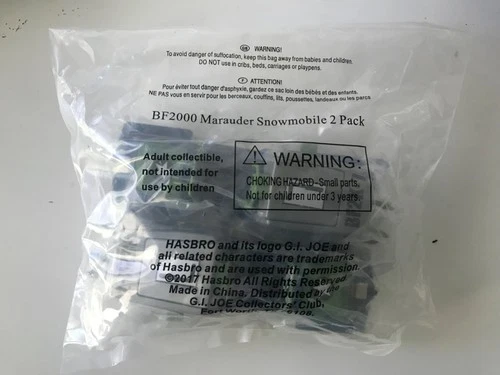 GB WARNING!
To avoid danger of suffocation, keep this bag away from babies and children.
DO NOT use in cribs, beds, carriages or playpens.
F ATTENTION!
Pour éviter tout danger d'asphyxie, gardez ce sac loin des bébés et des enfants.
NE PAS vous en servir pour les berceaux, couffins, lits, poussettes, landeaux ou les parcs
BF2000 Marauder Snowmobile 2 Pack
Adult collectible,
not intended for
use by children
WARNING:
CHOKING HAZARD-Small parts.
Not for children under 3 years.
HASBRO and its logo G.I. JOE and
all related characters are trademarks
of Hasbro and are used with permission.
©2017 Hasbro All Rights Reserved
Made in China. Distributed by
G.I. JOE Collectors' Club,
Fort